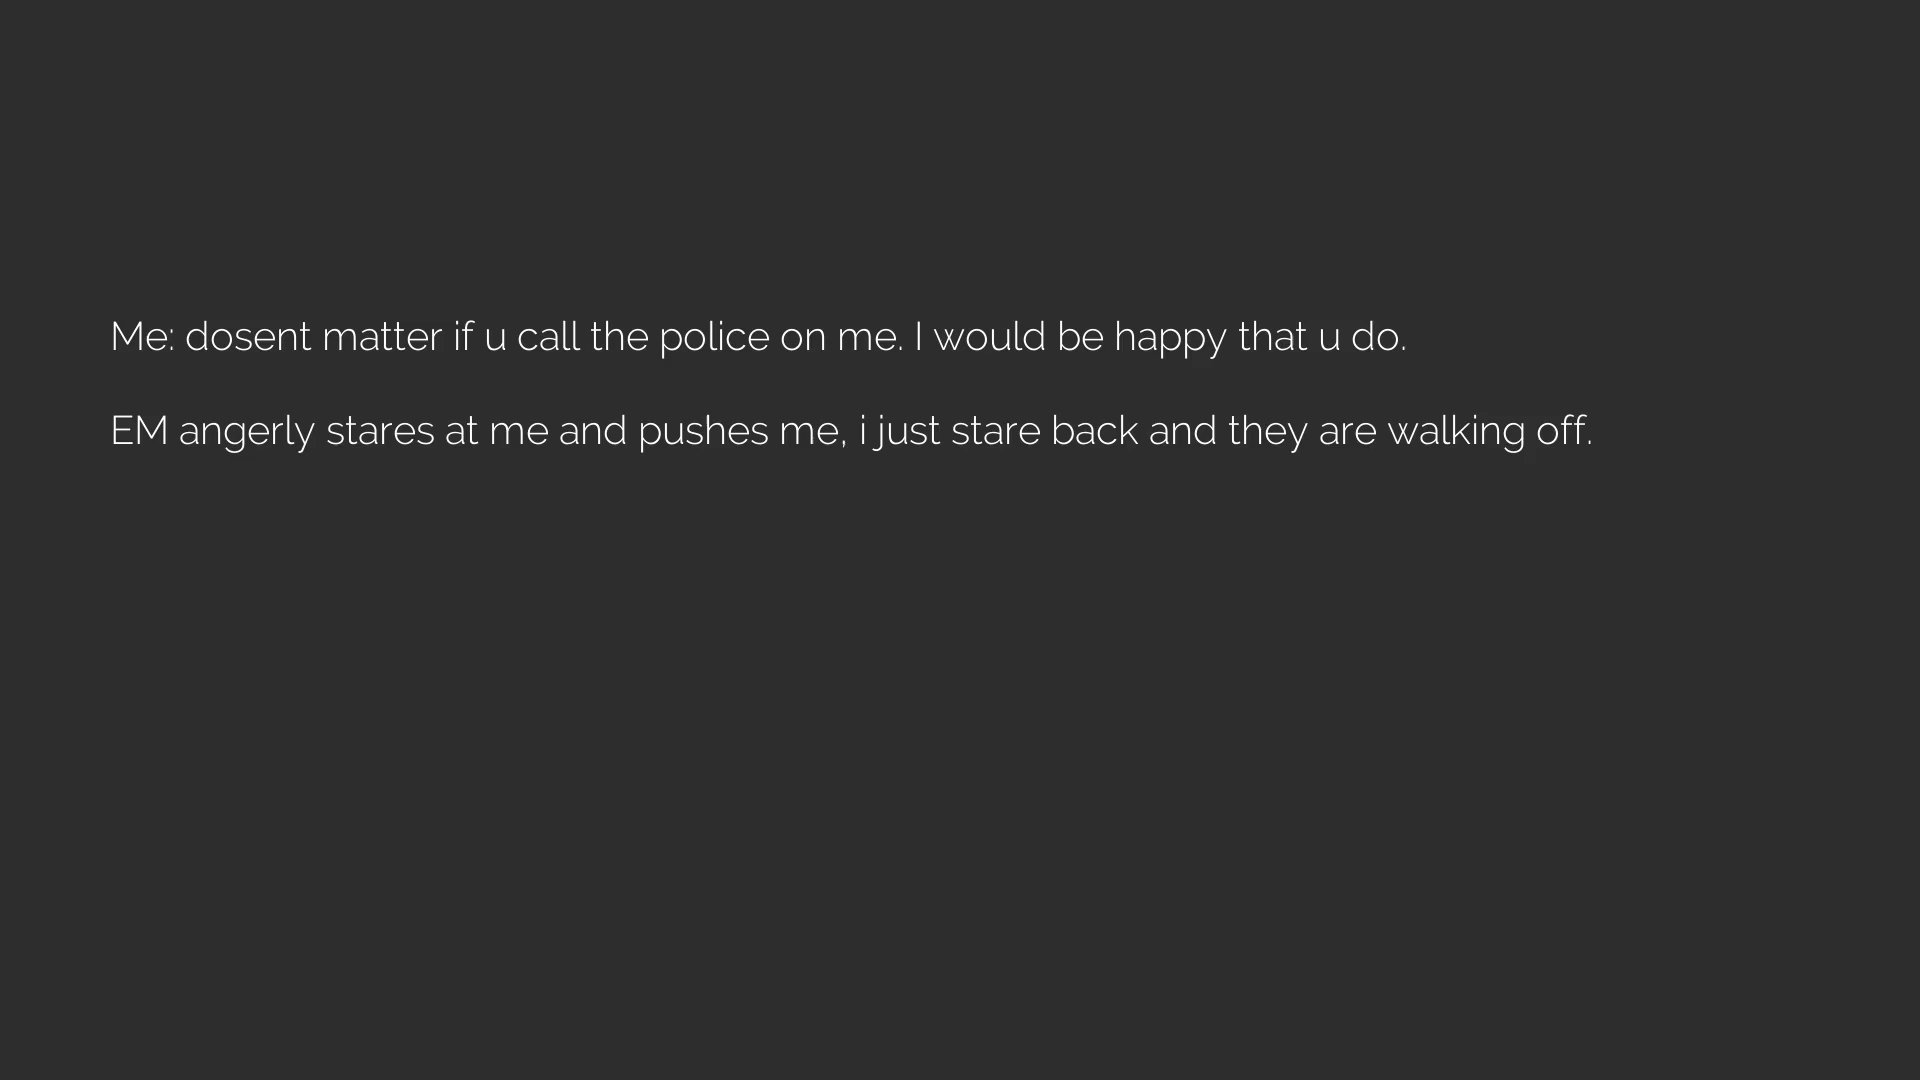 Me: dosent matter if u call the police on me. I would be happy that u do.
EM angerly stares at me and pushes me, i just stare back and they are walking off.